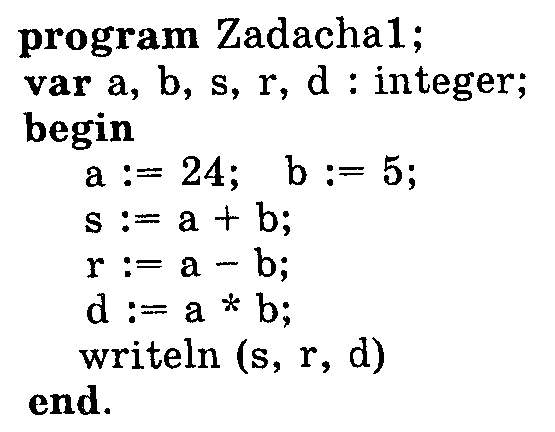 program Zadacha1;
var a, b, s, r, d : integer;
begin
a := 24; b := 5;
s := a + b;
r := a - b;
d := a * b;
writeln (s, r, d)
end.